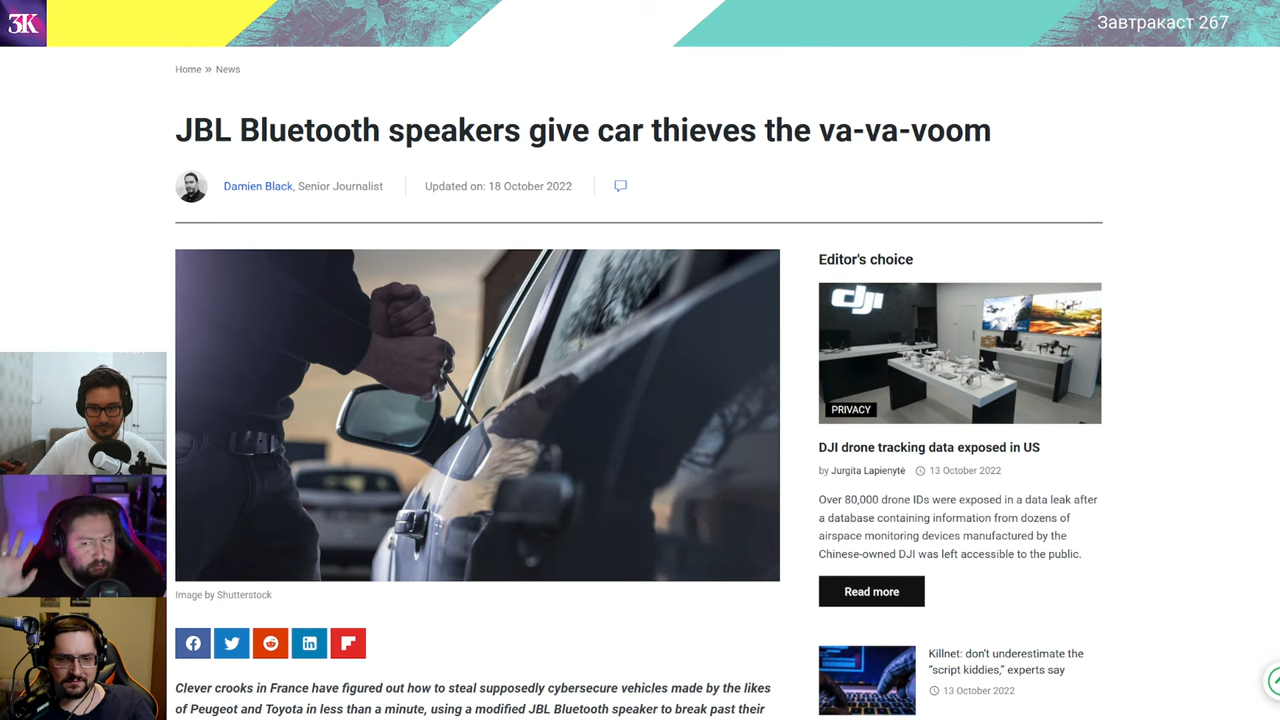 3K
Завтракаст 267
Home » News
JBL Bluetooth speakers give car thieves the va-va-voom
Damien Black, Senior Journalist
Updated on: 18 October 2022
Editor's choice
dji
PRIVACY
DJI drone tracking data exposed in US
by Jurgita Lapienytė
13 October 2022
Over 80,000 drone IDs were exposed in a data leak after
a database containing information from dozens of
airspace monitoring devices manufactured by the
Chinese-owned DJI was left accessible to the public.
Read more
Image by Shutterstock
Killnet: don't underestimate the
“script kiddies,” experts say
13 October 2022
Clever crooks in France have figured out how to steal supposedly cybersecure vehicles made by the likes
of Peugeot and Toyota in less than a minute, using a modified JBL Bluetooth speaker to break past their